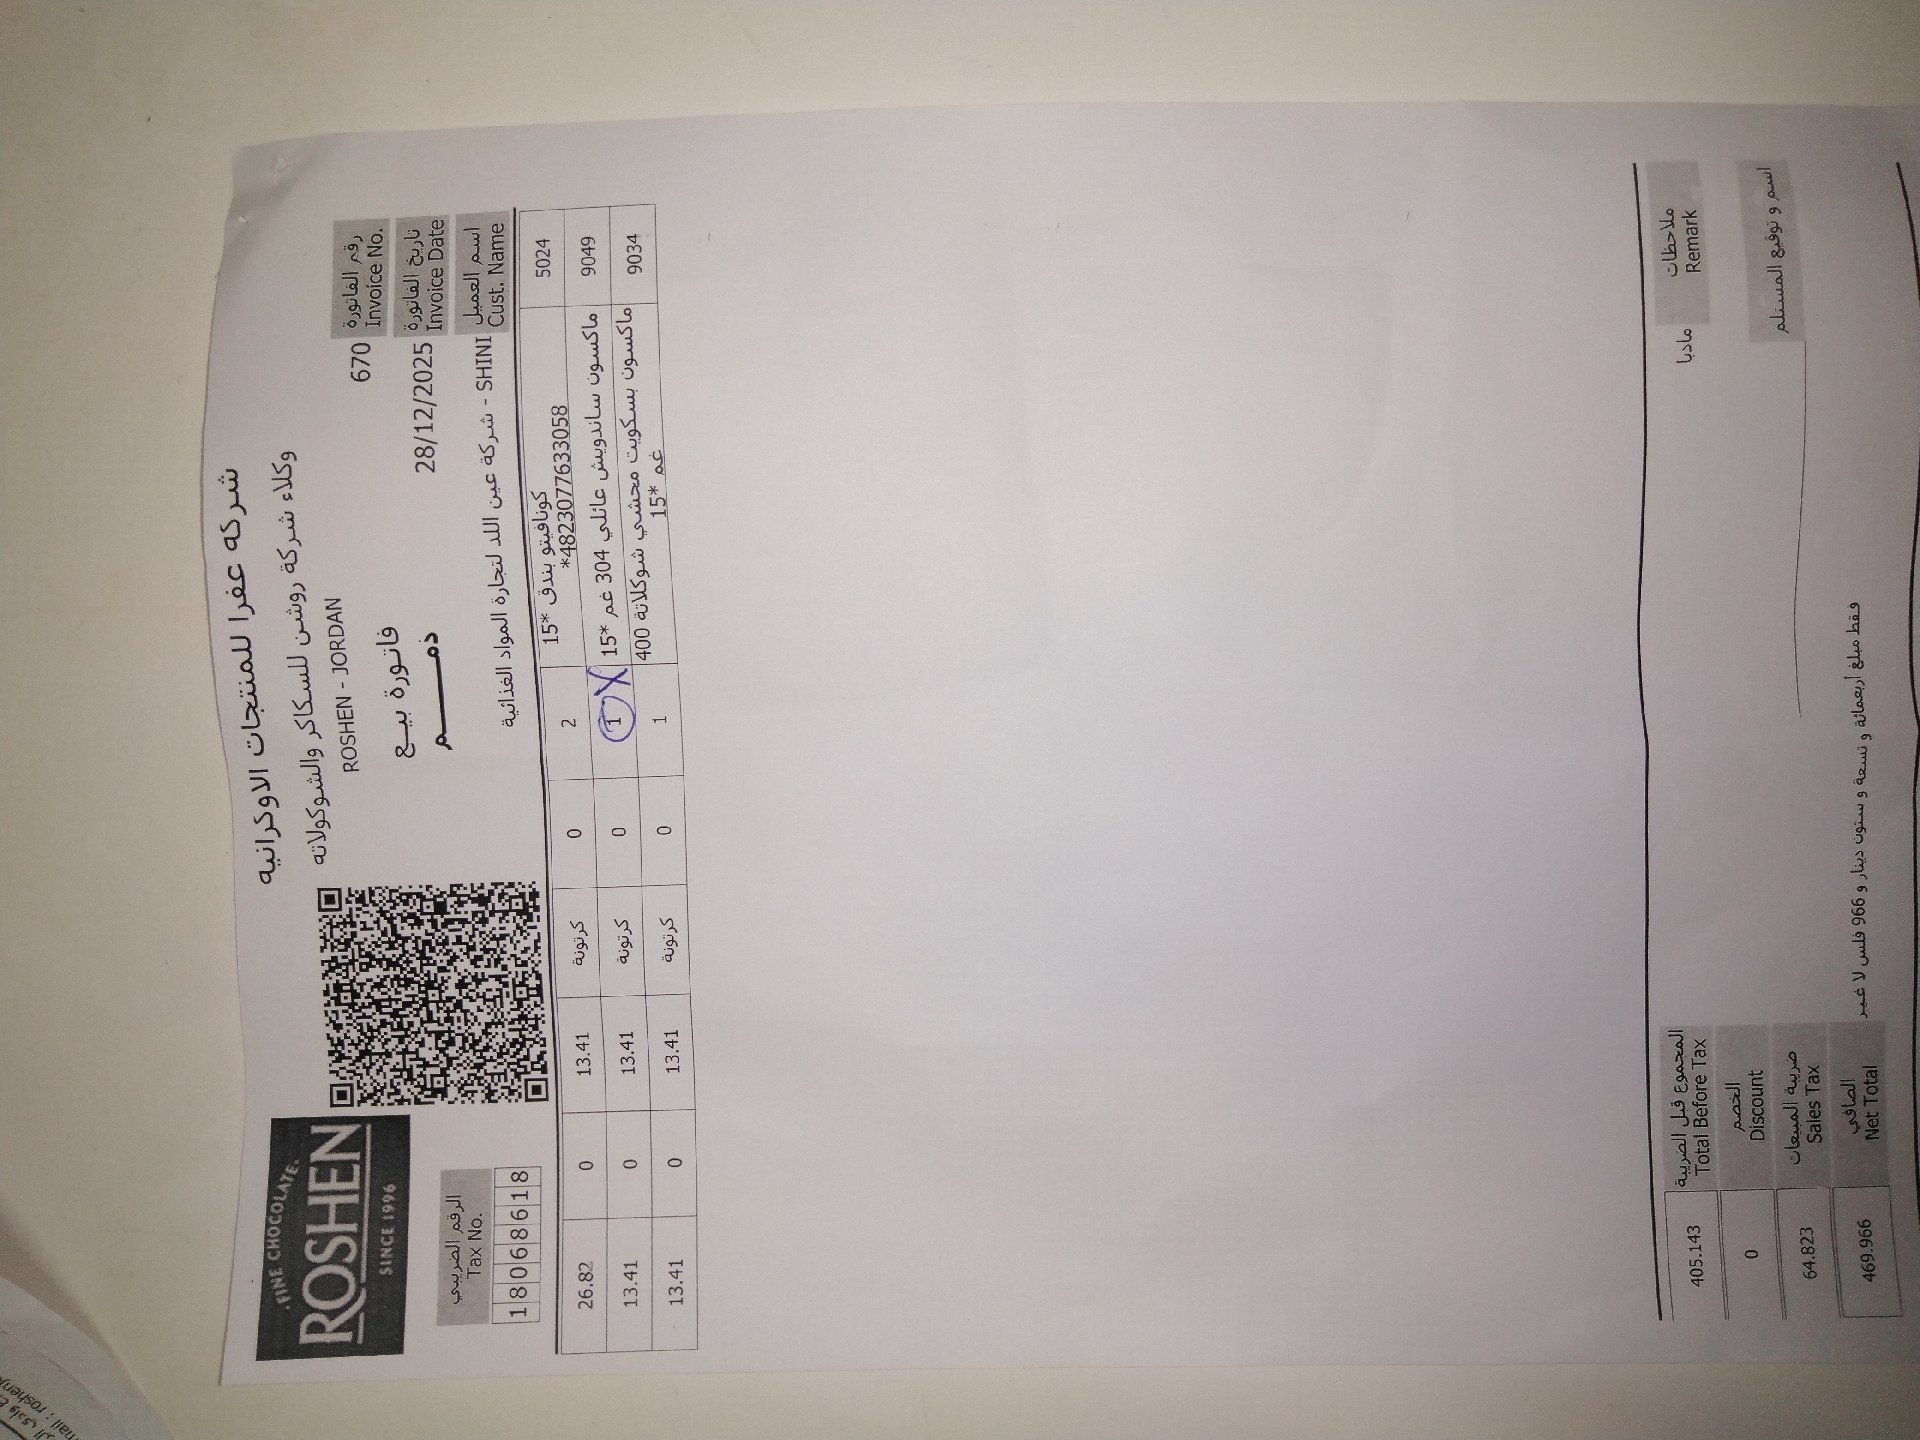 شركه عفرا للمنتجات الاوكرانيه
وكلاء شركة روشن للسكاكر والشوكولاته
ROSHEN - JORDAN
فاتورة بيــع
ذمــــــم
FINE CHOCOLATE
ROSHEN
SINCE 1996
رقم الفاتورة 670
Invoice No.
تاريخ الفاتورة 28/12/2025
Invoice Date
اسم العميل SHINI - شركة عين اللد لتجارة المواد الغذائية
Cust. Name
الرقم الضريبي
Tax No.
18068618
5024 كونافيتو بندق *15 *4823077633058 2 0 كرتونة 13.41 0 26.82
9049 ماكسون ساندويش عائلي 304 غم *15 1 X 0 كرتونة 13.41 0 13.41
9034 ماكسون بسكويت محشي شوكلاتة 400 غم *15 1 0 كرتونة 13.41 0 13.41
ملاحظات مادبا
Remark
اسم و توقيع المستلم
المجموع قبل الضريبة 405.143
Total Before Tax
الخصم 0
Discount
ضريبة المبيعات 64.823
Sales Tax
الصافي 469.966
Net Total
فقط مبلغ أربعمائة و تسعة و ستون دينار و 966 فلس لا غير